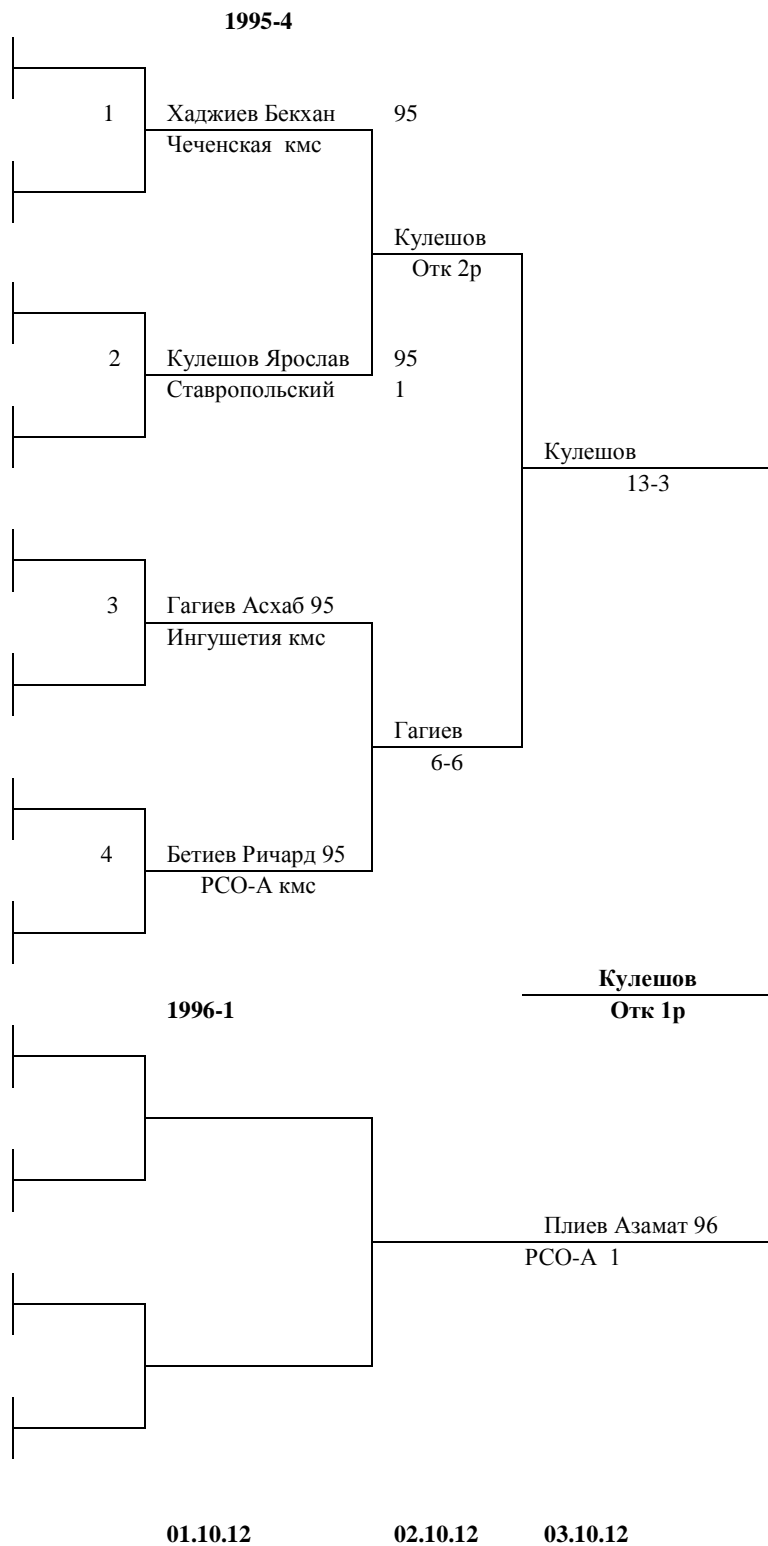 1995-4
1 Хаджиев Бекхан 95
Чеченская кмс
Кулешов
Отк 2р
2 Кулешов Ярослав 95
Ставропольский 1
Кулешов
13-3
3 Гагиев Асхаб 95
Ингушетия кмс
Гагиев
6-6
4 Бетиев Ричард 95
РСО-А кмс
Кулешов
1996-1 Отк 1р
Плиев Азамат 96
РСО-А 1
01.10.12 02.10.12 03.10.12